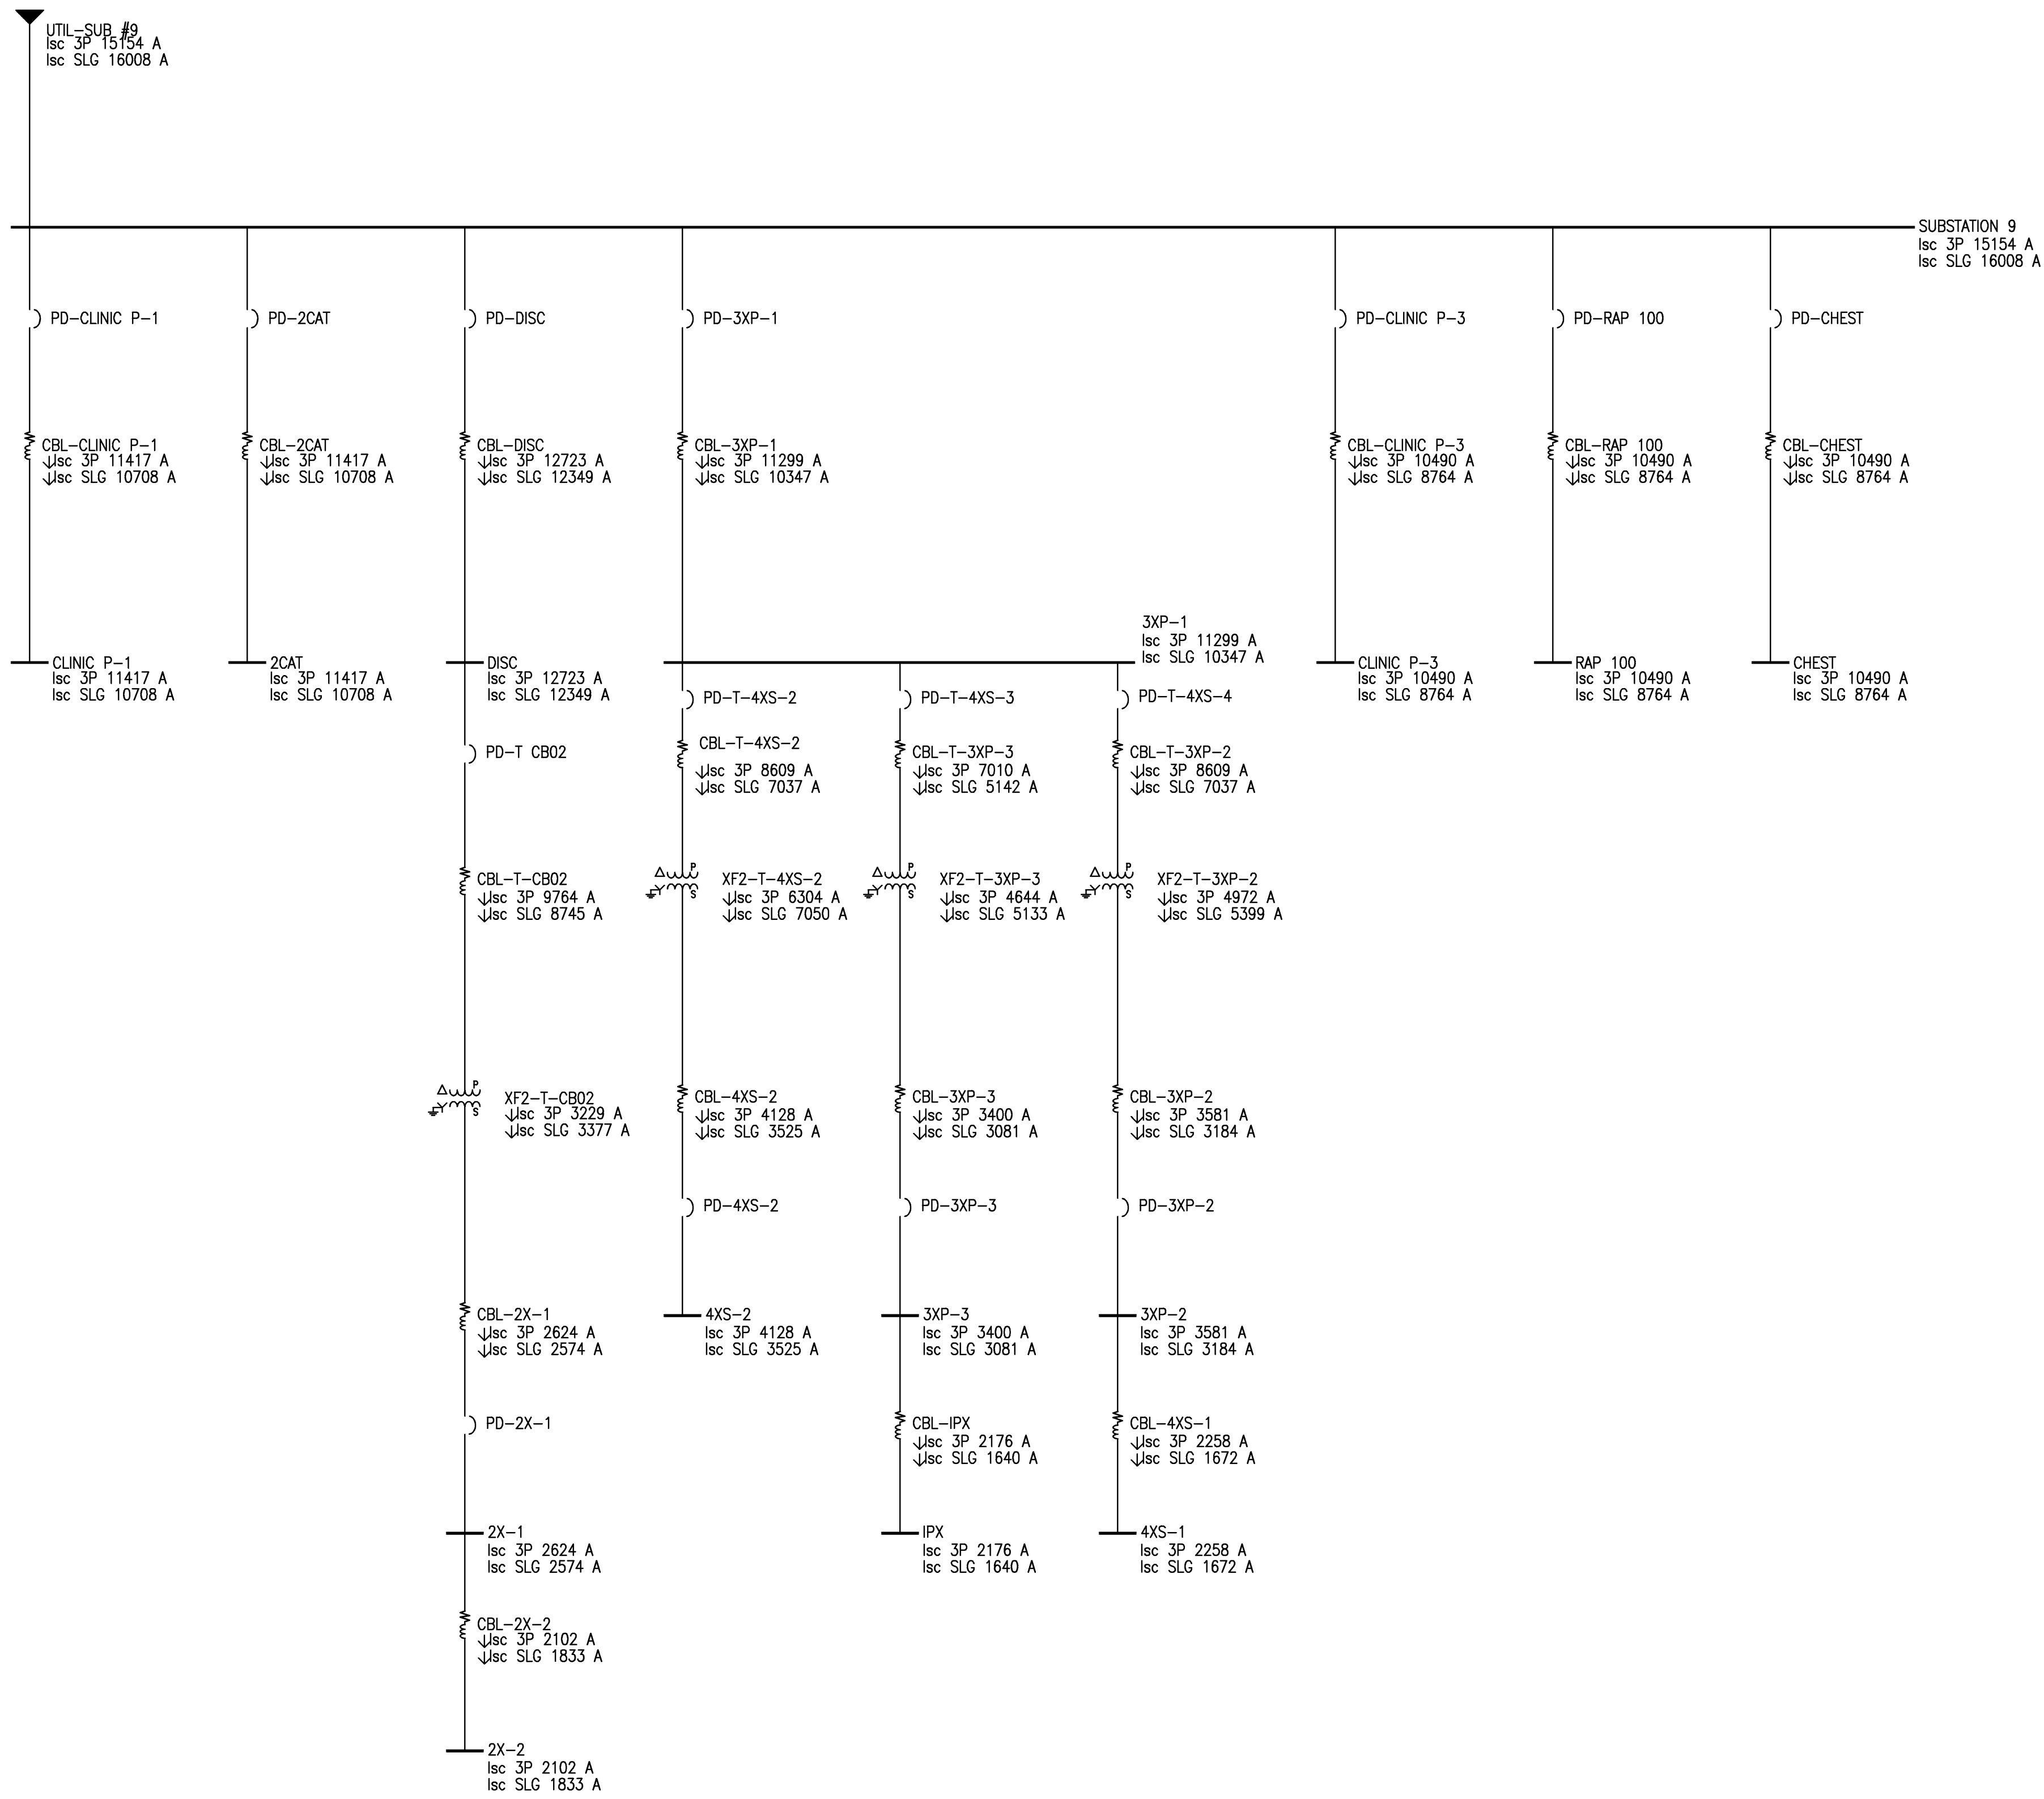 UTIL-SUB #9
Isc 3P 15154 A
Isc SLG 16008 A
SUBSTATION 9
Isc 3P 15154 A
Isc SLG 16008 A
PD-CLINIC P-1
PD-2CAT
PD-DISC
PD-3XP-1
PD-CLINIC P-3
PD-RAP 100
PD-CHEST
CBL-CLINIC P-1
Isc 3P 11417 A
Isc SLG 10708 A
CBL-2CAT
Isc 3P 11417 A
Isc SLG 10708 A
CBL-DISC
Isc 3P 12723 A
Isc SLG 12349 A
CBL-3XP-1
Isc 3P 11299 A
Isc SLG 10347 A
CBL-CLINIC P-3
Isc 3P 10490 A
Isc SLG 8764 A
CBL-RAP 100
Isc 3P 10490 A
Isc SLG 8764 A
CBL-CHEST
Isc 3P 10490 A
Isc SLG 8764 A
CLINIC P-1
Isc 3P 11417 A
Isc SLG 10708 A
2CAT
Isc 3P 11417 A
Isc SLG 10708 A
DISC
Isc 3P 12723 A
Isc SLG 12349 A
3XP-1
Isc 3P 11299 A
Isc SLG 10347 A
CLINIC P-3
Isc 3P 10490 A
Isc SLG 8764 A
RAP 100
Isc 3P 10490 A
Isc SLG 8764 A
CHEST
Isc 3P 10490 A
Isc SLG 8764 A
PD-T CB02
PD-T-4XS-2
PD-T-4XS-3
PD-T-4XS-4
CBL-T-4XS-2
Isc 3P 8609 A
Isc SLG 7037 A
CBL-T-3XP-3
Isc 3P 7010 A
Isc SLG 5142 A
CBL-T-3XP-2
Isc 3P 8609 A
Isc SLG 7037 A
CBL-T-CB02
Isc 3P 9764 A
Isc SLG 8745 A
P
S
XF2-T-4XS-2
Isc 3P 6304 A
Isc SLG 7050 A
P
S
XF2-T-3XP-3
Isc 3P 4644 A
Isc SLG 5133 A
P
S
XF2-T-3XP-2
Isc 3P 4972 A
Isc SLG 5399 A
P
S
XF2-T-CB02
Isc 3P 3229 A
Isc SLG 3377 A
CBL-4XS-2
Isc 3P 4128 A
Isc SLG 3525 A
CBL-3XP-3
Isc 3P 3400 A
Isc SLG 3081 A
CBL-3XP-2
Isc 3P 3581 A
Isc SLG 3184 A
PD-4XS-2
PD-3XP-3
PD-3XP-2
CBL-2X-1
Isc 3P 2624 A
Isc SLG 2574 A
4XS-2
Isc 3P 4128 A
Isc SLG 3525 A
3XP-3
Isc 3P 3400 A
Isc SLG 3081 A
3XP-2
Isc 3P 3581 A
Isc SLG 3184 A
PD-2X-1
CBL-IPX
Isc 3P 2176 A
Isc SLG 1640 A
CBL-4XS-1
Isc 3P 2258 A
Isc SLG 1672 A
2X-1
Isc 3P 2624 A
Isc SLG 2574 A
IPX
Isc 3P 2176 A
Isc SLG 1640 A
4XS-1
Isc 3P 2258 A
Isc SLG 1672 A
CBL-2X-2
Isc 3P 2102 A
Isc SLG 1833 A
2X-2
Isc 3P 2102 A
Isc SLG 1833 A